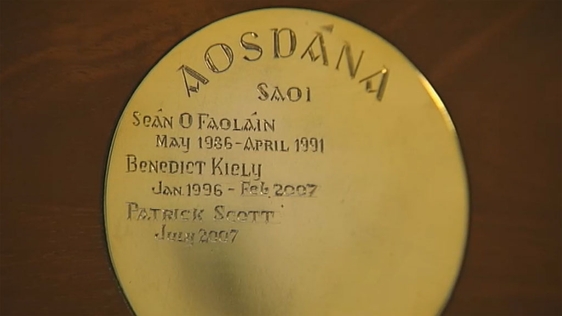 AOSDÁNA
SAOI
SEÁN O FAOLÁIN
MAY 1986-APRIL 1991
BENEDICT KIELY
JAN 1996 - FEB. 2007
PATRICK SCOTT
JULY 2007